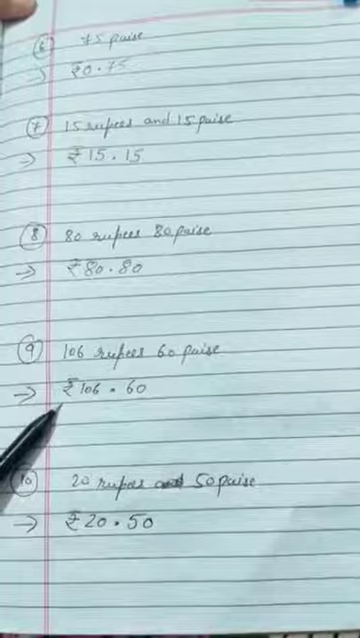 ⑥ 75 paise
→ ₹0.75
⑦ 15 rupees and 15 paise
→ ₹15.15
⑧ 80 rupees 80 paise
→ ₹80.80
⑨ 106 rupees 60 paise
→ ₹106.60
⑩ 20 rupees and 50 paise
→ ₹20.50